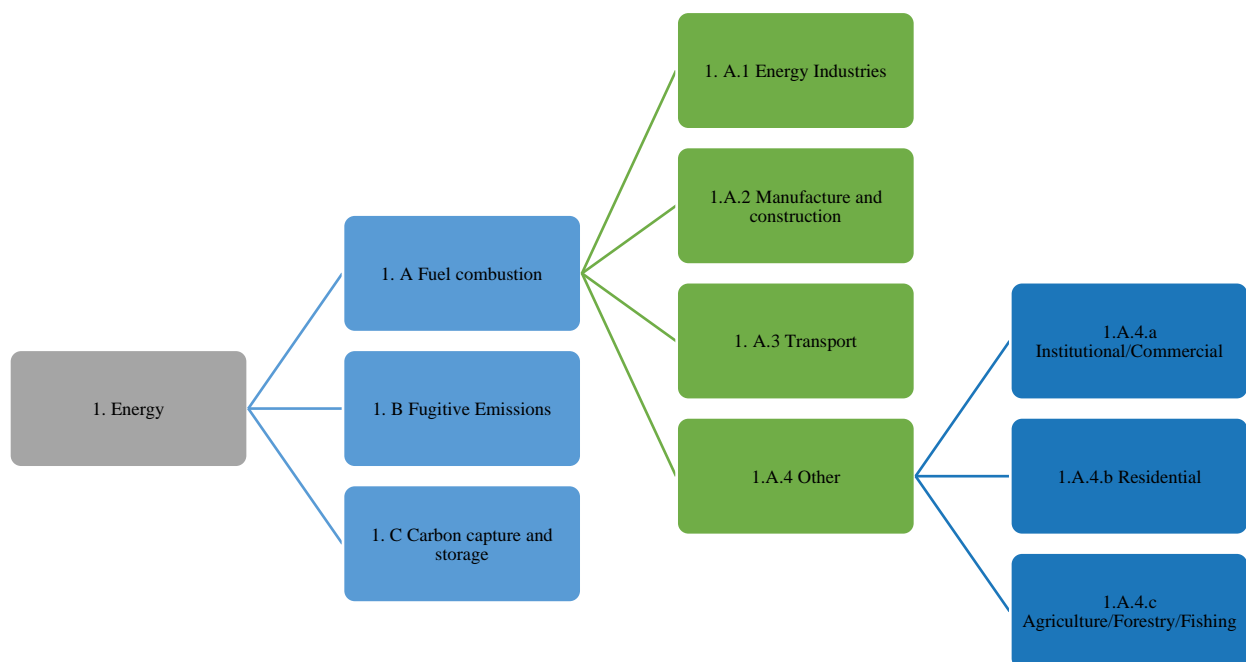 1. Energy
1. A Fuel combustion
1. B Fugitive Emissions
1. C Carbon capture and
storage
1. A.1 Energy Industries
1.A.2 Manufacture and
construction
1. A.3 Transport
1.A.4 Other
1.A.4.a
Institutional/Commercial
1.A.4.b Residential
1.A.4.c
Agriculture/Forestry/Fishing